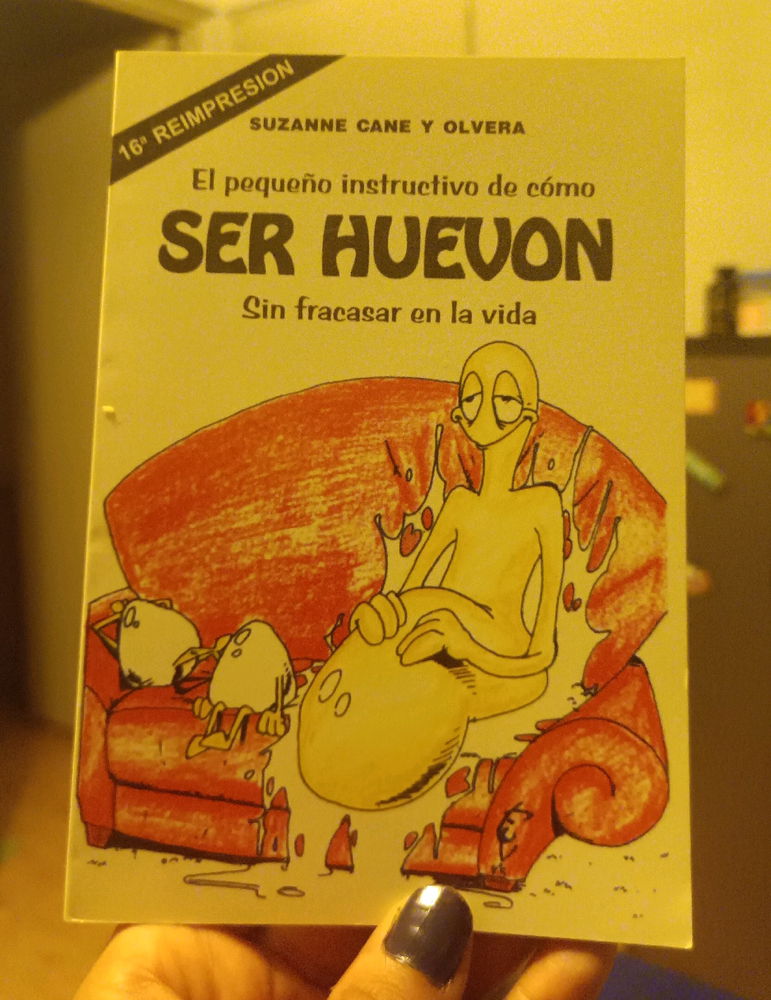 16ª REIMPRESION
SUZANNE CANE Y OLVERA
El pequeño instructivo de cómo
SER HUEVON
Sin fracasar en la vida